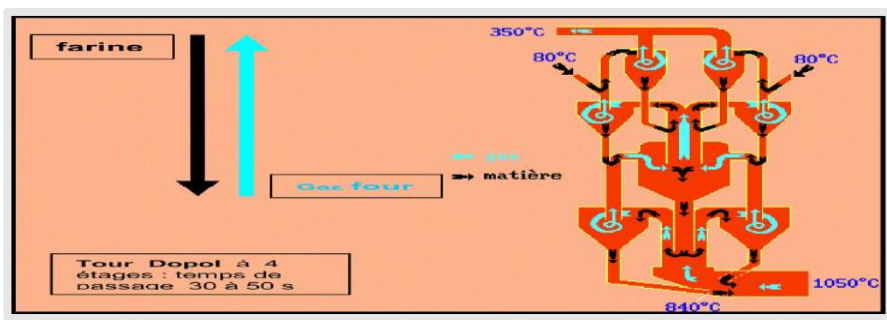 farine
350°C
80°C
80°C
gaz
matière
Gaz four
Tour Dopol à 4
étages : temps de
passage 30 à 50 s
1050°C
840°C